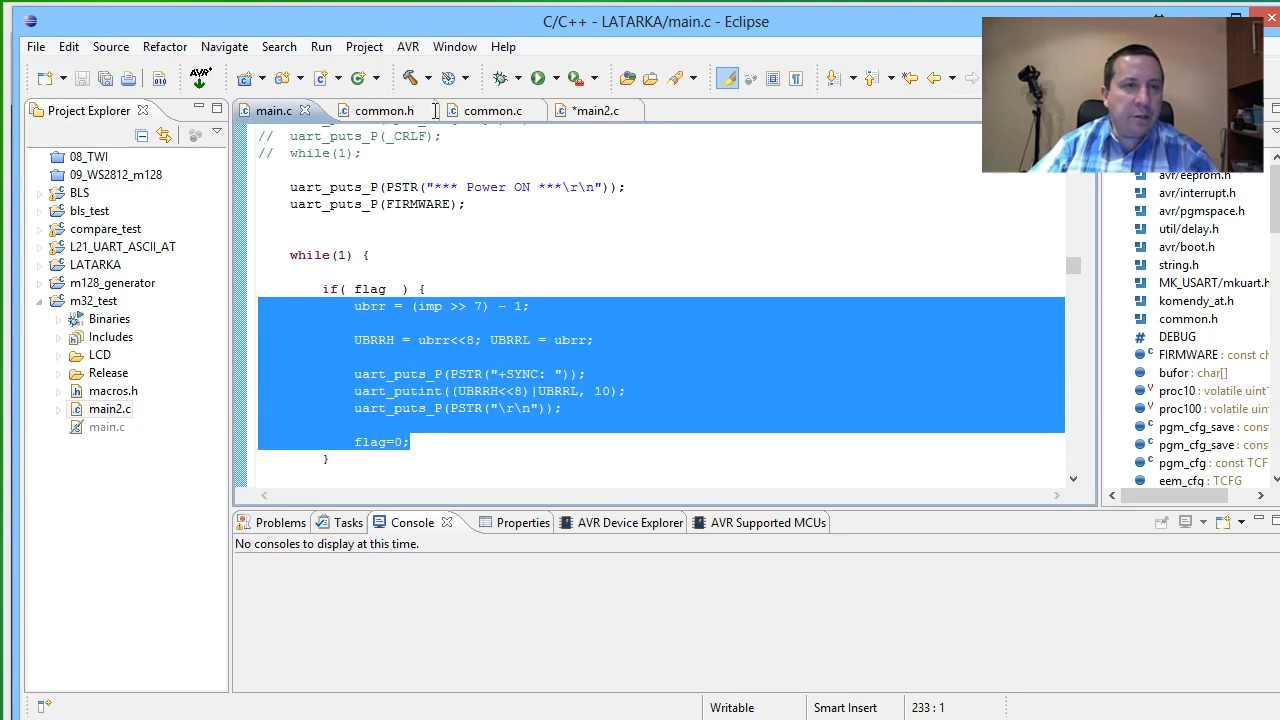 C/C++ - LATARKA/main.c - Eclipse
File Edit Source Refactor Navigate Search Run Project AVR Window Help
Project Explorer
08_TWI
09_WS2812_m128
BLS
bls_test
compare_test
L21_UART_ASCII_AT
LATARKA
m128_generator
m32_test
Binaries
Includes
LCD
Release
macros.h
main2.c
main.c
main.c common.h common.c *main2.c
// uart_puts_P(_CRLF);
// while(1);
uart_puts_P(PSTR("*** Power ON ***\r\n"));
uart_puts_P(FIRMWARE);
while(1) {
if( flag ) {
ubrr = (imp >> 7) - 1;
UBRRH = ubrr<<8; UBRRL = ubrr;
uart_puts_P(PSTR("+SYNC: "));
uart_putint((UBRRH<<8)|UBRRL, 10);
uart_puts_P(PSTR("\r\n"));
flag=0;
}
avr/eeprom.h
avr/interrupt.h
avr/pgmspace.h
util/delay.h
avr/boot.h
string.h
MK_USART/mkuart.h
komendy_at.h
common.h
DEBUG
FIRMWARE : const ch
bufor : char[]
proc10 : volatile uint1
proc100 : volatile uint
pgm_cfg_save : const
pgm_cfg_save : const
pgm_cfg : const TCF
eem_cfg : TCFG
Problems Tasks Console Properties AVR Device Explorer AVR Supported MCUs
No consoles to display at this time.
Writable Smart Insert 233 : 1